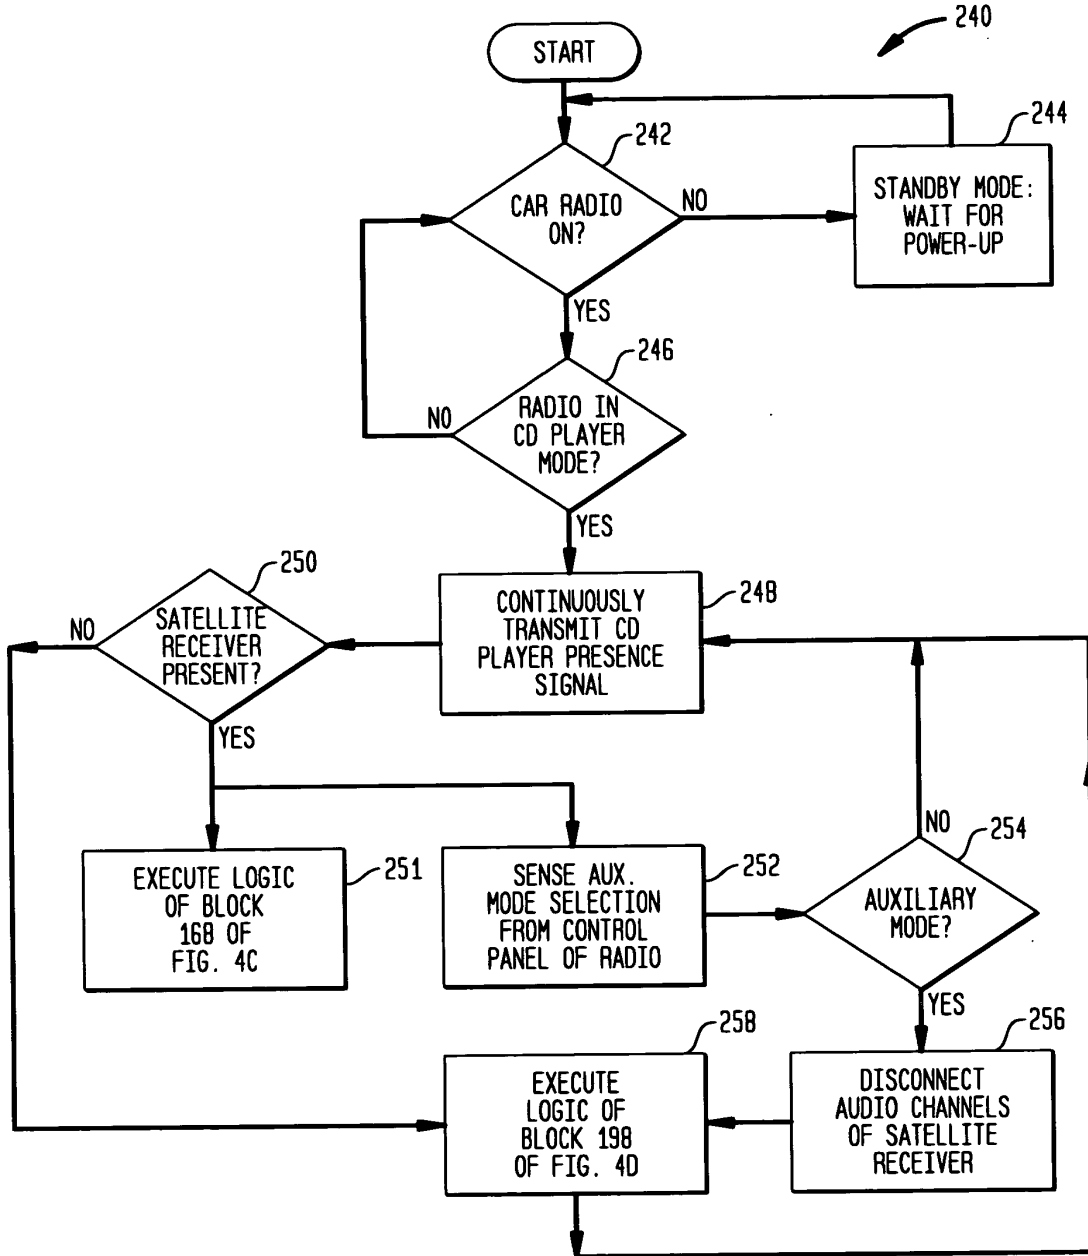 240
START
242
CAR RADIO
ON?
NO
YES
244
STANDBY MODE:
WAIT FOR
POWER-UP
246
RADIO IN
CD PLAYER
MODE?
NO
YES
248
CONTINUOUSLY
TRANSMIT CD
PLAYER PRESENCE
SIGNAL
250
SATELLITE
RECEIVER
PRESENT?
NO
YES
251
EXECUTE LOGIC
OF BLOCK
168 OF
FIG. 4C
252
SENSE AUX.
MODE SELECTION
FROM CONTROL
PANEL OF RADIO
254
AUXILIARY
MODE?
NO
YES
256
DISCONNECT
AUDIO CHANNELS
OF SATELLITE
RECEIVER
258
EXECUTE
LOGIC OF
BLOCK 198
OF FIG. 4D